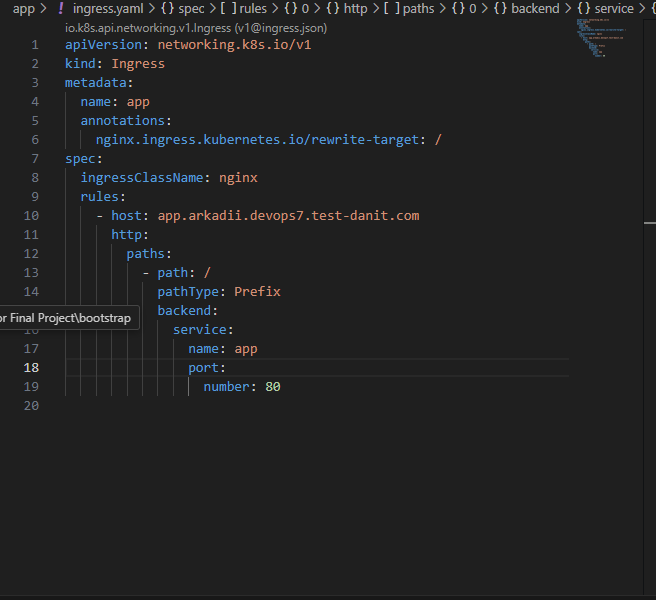 app > ! ingress.yaml > {} spec > [ ] rules > {} 0 > {} http > [ ] paths > {} 0 > {} backend > {} service > {
io.k8s.api.networking.v1.Ingress (v1@ingress.json)
1 apiVersion: networking.k8s.io/v1
2 kind: Ingress
3 metadata:
4   name: app
5   annotations:
6     nginx.ingress.kubernetes.io/rewrite-target: /
7 spec:
8   ingressClassName: nginx
9   rules:
10     - host: app.arkadii.devops7.test-danit.com
11       http:
12         paths:
13           - path: /
14             pathType: Prefix
or Final Project\bootstrap
backend:
16               service:
17                 name: app
18                 port:
19                   number: 80
20